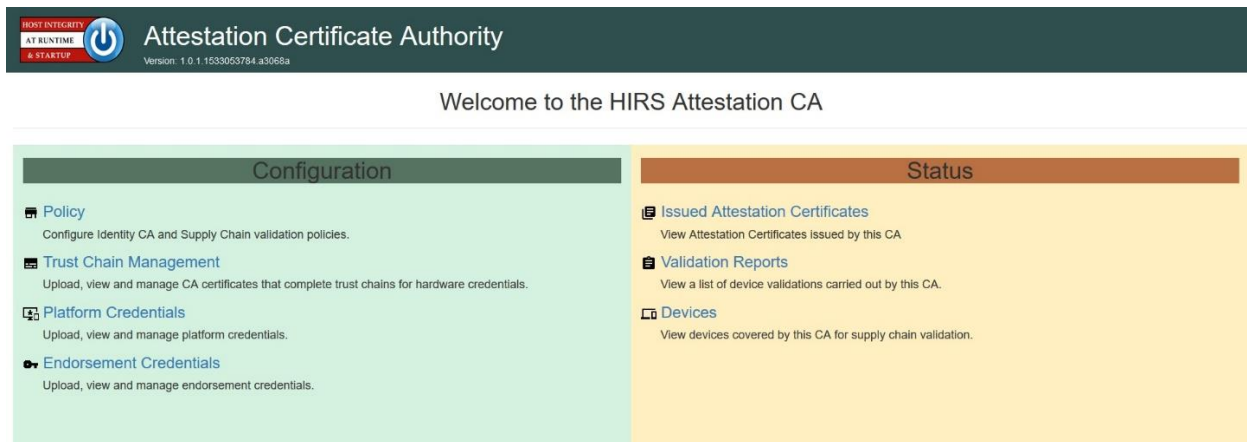 HOST INTEGRITY
AT RUNTIME
& STARTUP
Attestation Certificate Authority
Version: 1.0.1.1533053784.a3068a
Welcome to the HIRS Attestation CA
Configuration
Policy
Configure Identity CA and Supply Chain validation policies.
Trust Chain Management
Upload, view and manage CA certificates that complete trust chains for hardware credentials.
Platform Credentials
Upload, view and manage platform credentials.
Endorsement Credentials
Upload, view and manage endorsement credentials.
Status
Issued Attestation Certificates
View Attestation Certificates issued by this CA
Validation Reports
View a list of device validations carried out by this CA.
Devices
View devices covered by this CA for supply chain validation.